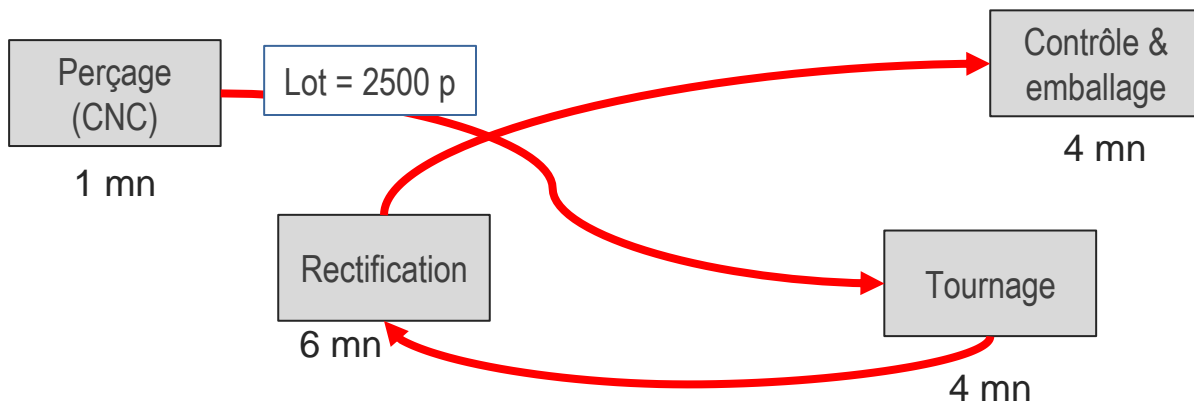 Perçage
(CNC)
1 mn
Lot = 2500 p
Contrôle &
emballage
4 mn
Rectification
6 mn
Tournage
4 mn